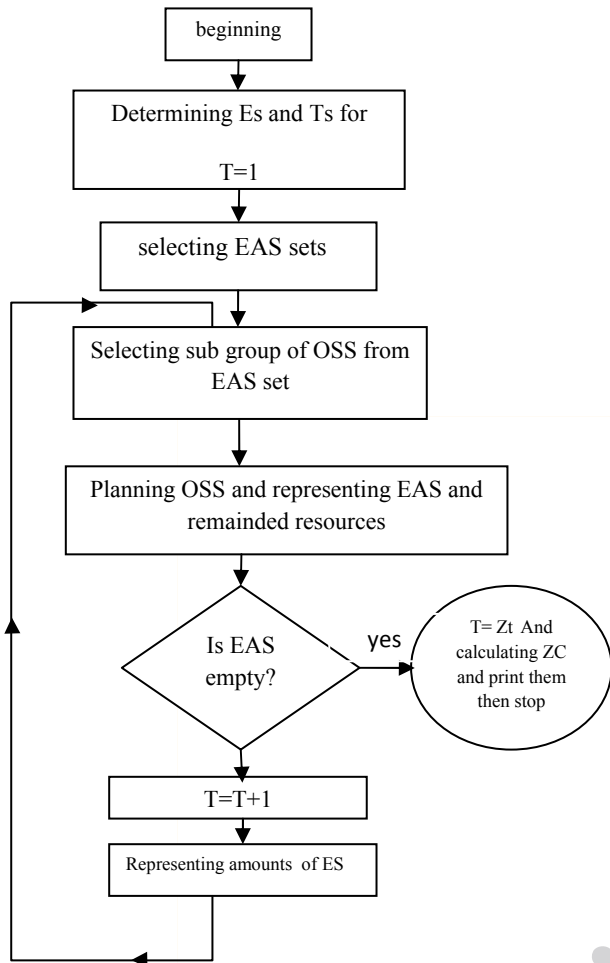 beginning
Determining Es and Ts for
T=1
selecting EAS sets
Selecting sub group of OSS from
EAS set
Planning OSS and representing EAS and
remainded resources
Is EAS
empty?
yes
T= Zt And
calculating ZC
and print them
then stop
T=T+1
Representing amounts of ES